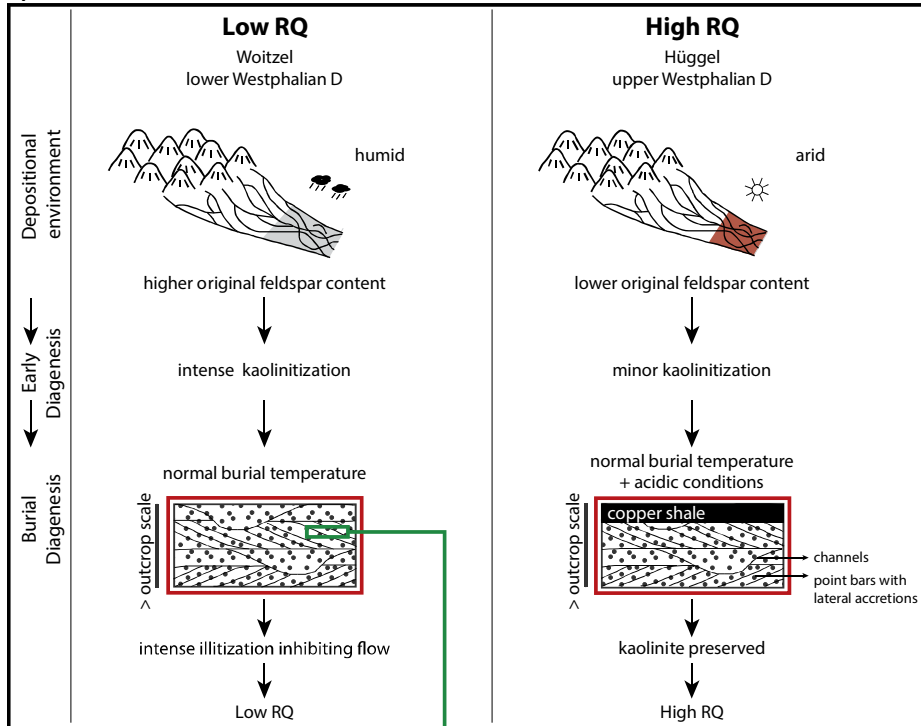 Low RQ
Woitzel
lower Westphalian D
humid
higher original feldspar content
intense kaolinitization
normal burial temperature
> outcrop scale
intense illitization inhibiting flow
Low RQ
High RQ
Hüggel
upper Westphalian D
arid
lower original feldspar content
minor kaolinitization
normal burial temperature
+ acidic conditions
> outcrop scale
copper shale
channels
point bars with
lateral accretions
kaolinite preserved
High RQ
Depositional
environment
Early
Diagenesis
Burial
Diagenesis